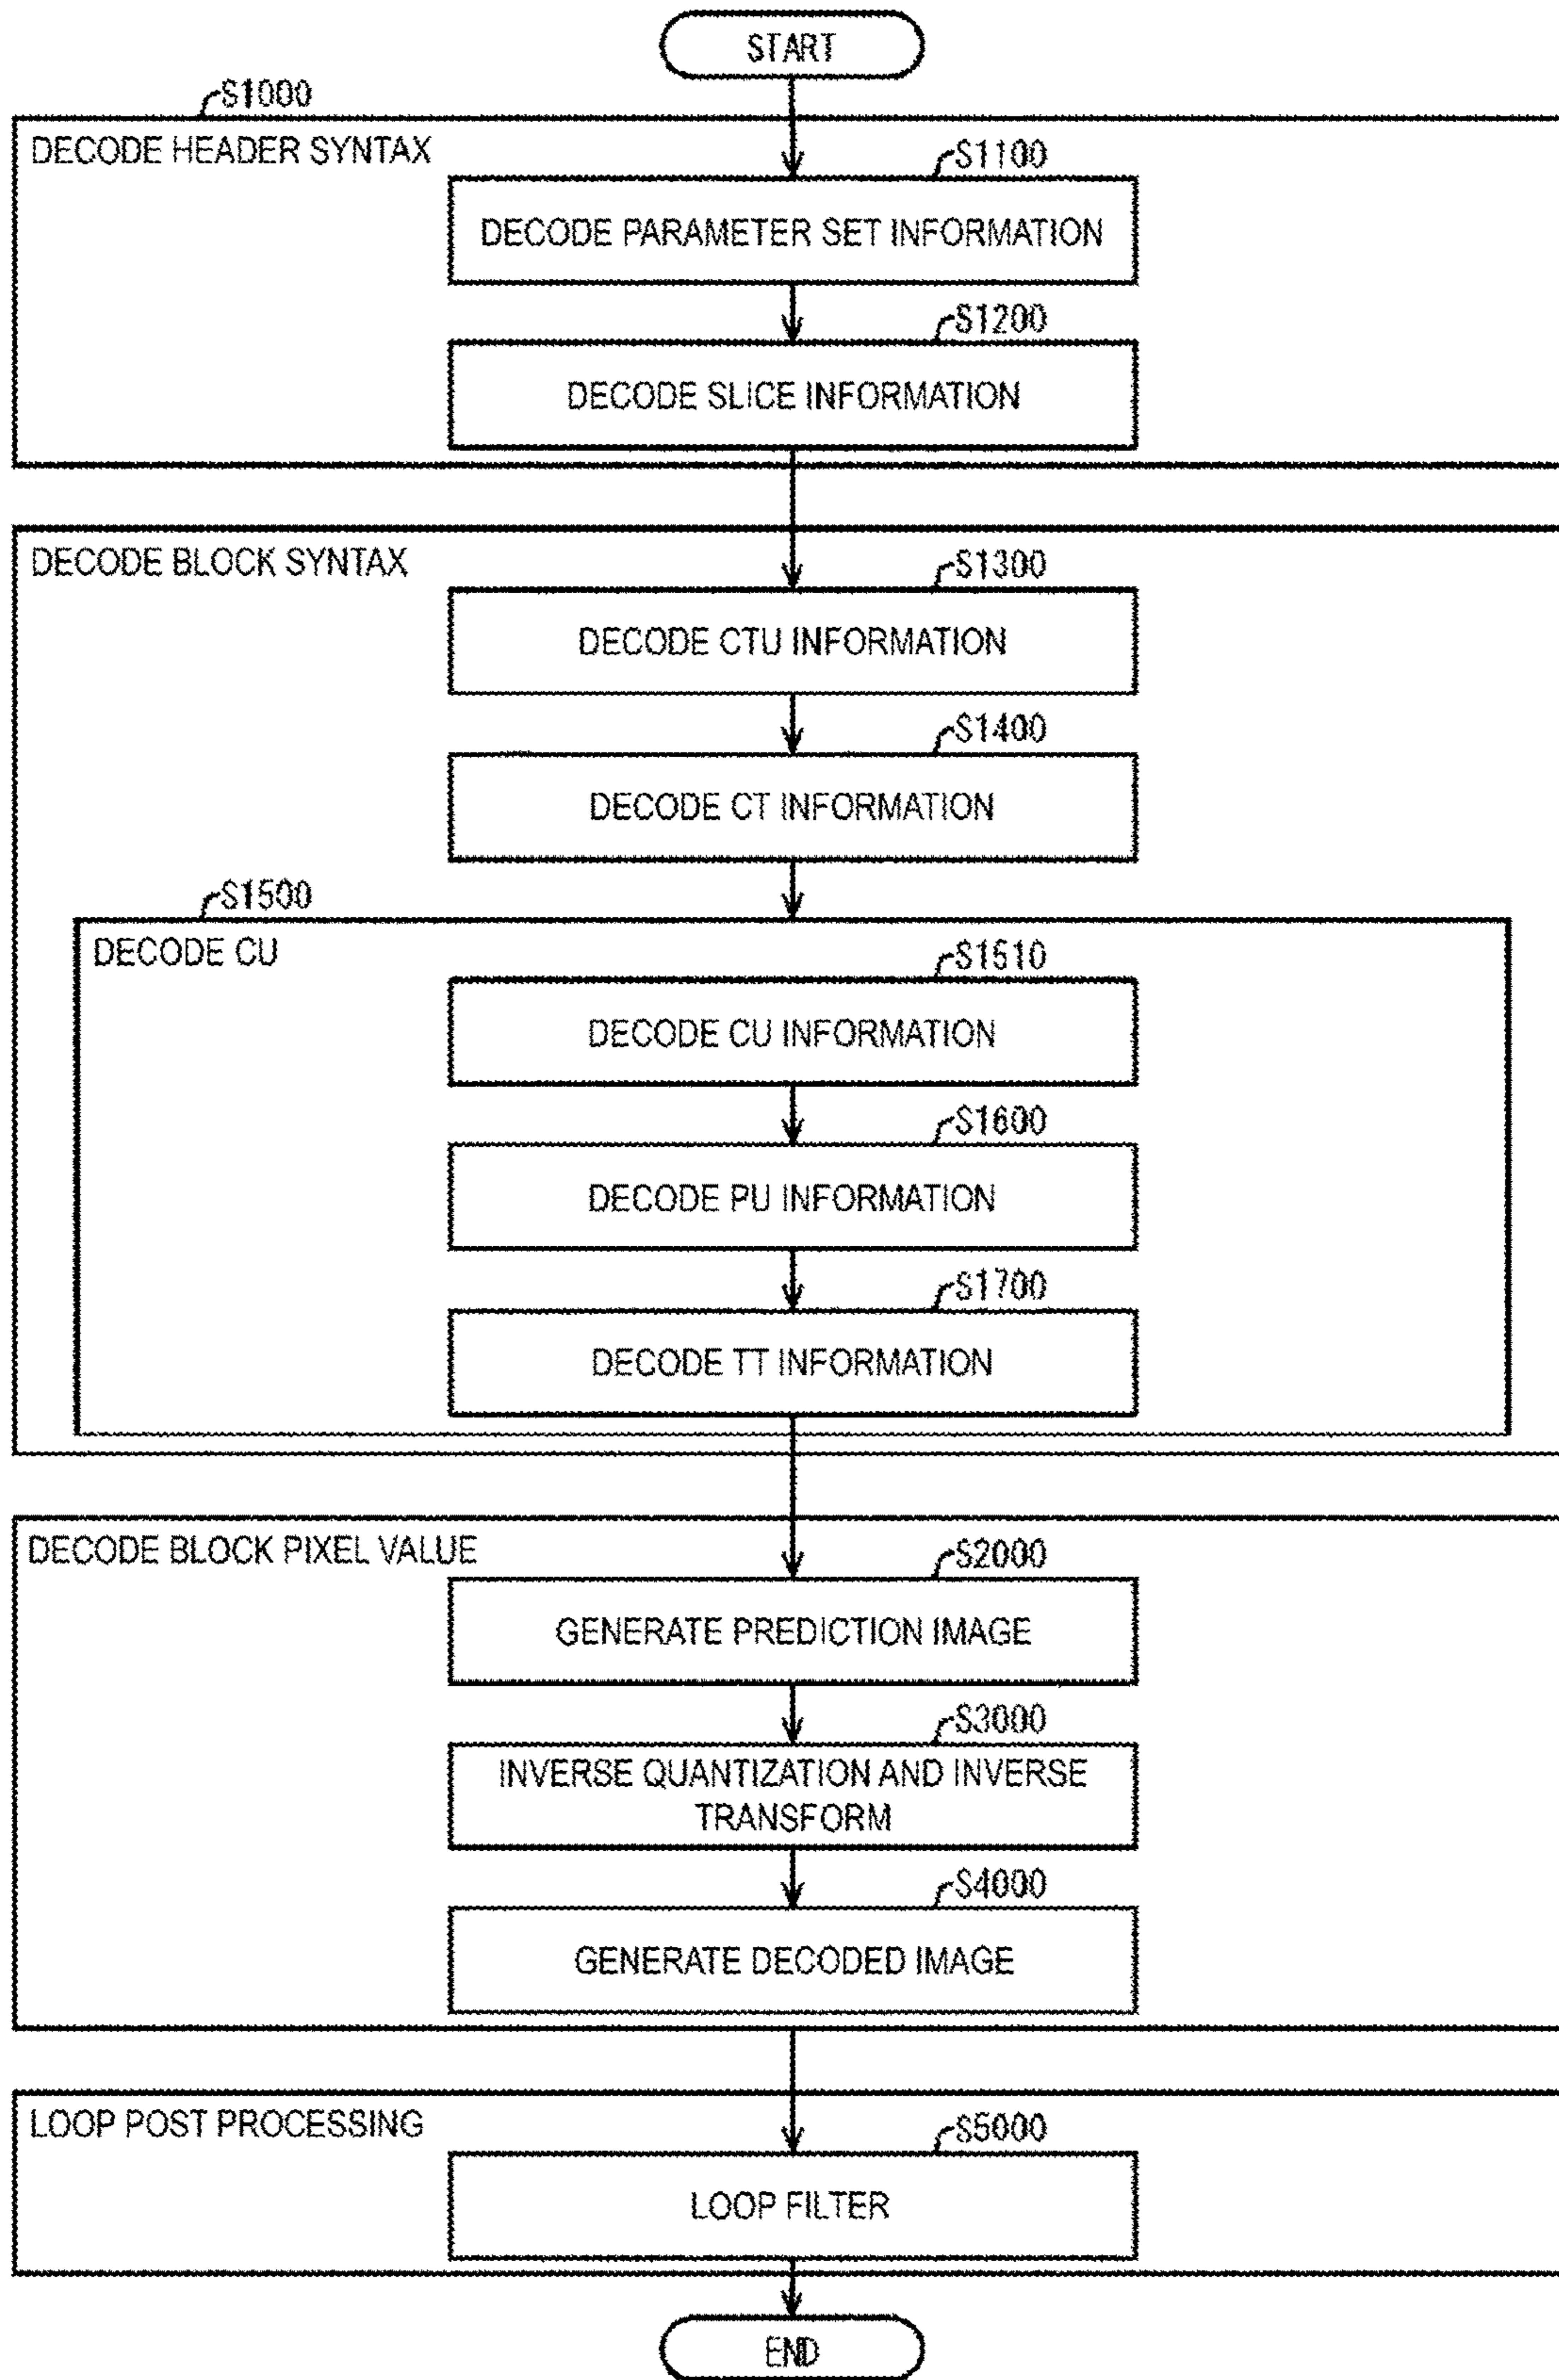 START
S1000
DECODE HEADER SYNTAX
S1100
DECODE PARAMETER SET INFORMATION
S1200
DECODE SLICE INFORMATION
DECODE BLOCK SYNTAX
S1300
DECODE CTU INFORMATION
S1400
DECODE CT INFORMATION
S1500
DECODE CU
S1510
DECODE CU INFORMATION
S1600
DECODE PU INFORMATION
S1700
DECODE TT INFORMATION
DECODE BLOCK PIXEL VALUE
S2000
GENERATE PREDICTION IMAGE
S3000
INVERSE QUANTIZATION AND INVERSE
TRANSFORM
S4000
GENERATE DECODED IMAGE
LOOP POST PROCESSING
S5000
LOOP FILTER
END